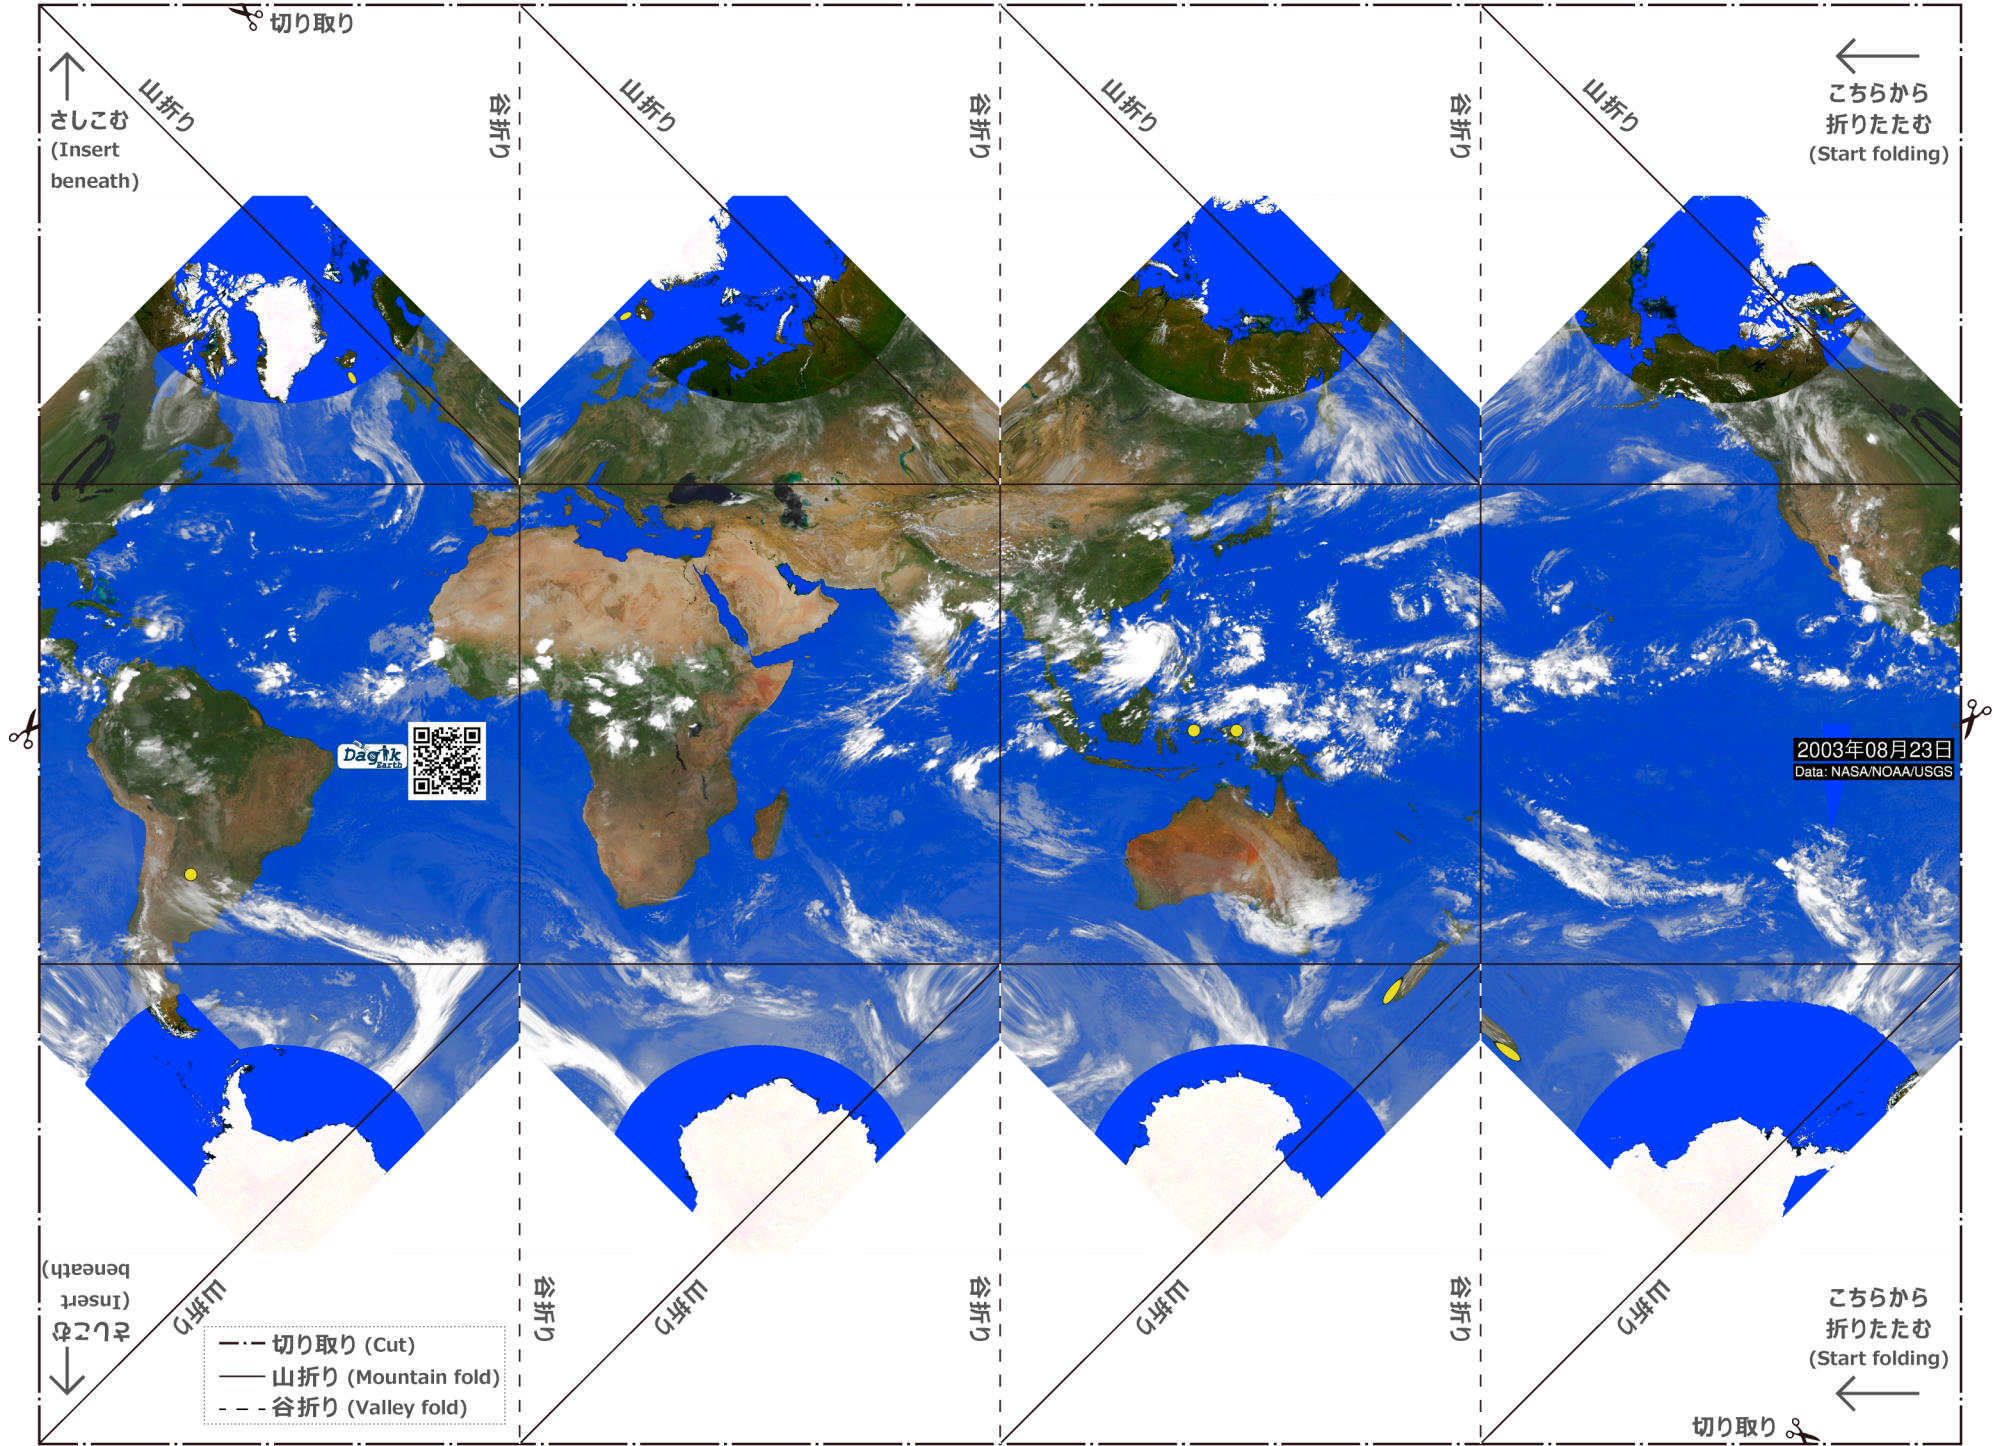 切り取り
さしこむ
(Insert
beneath)
山折り
谷折り
山折り
谷折り
山折り
谷折り
山折り
こちらから
折りたたむ
(Start folding)
Dagik
Earth
2003年08月23日
Data: NASA/NOAA/USGS
さしこむ
(Insert
beneath)
山折り
谷折り
山折り
谷折り
山折り
谷折り
山折り
こちらから
折りたたむ
(Start folding)
切り取り (Cut)
山折り (Mountain fold)
谷折り (Valley fold)
切り取り